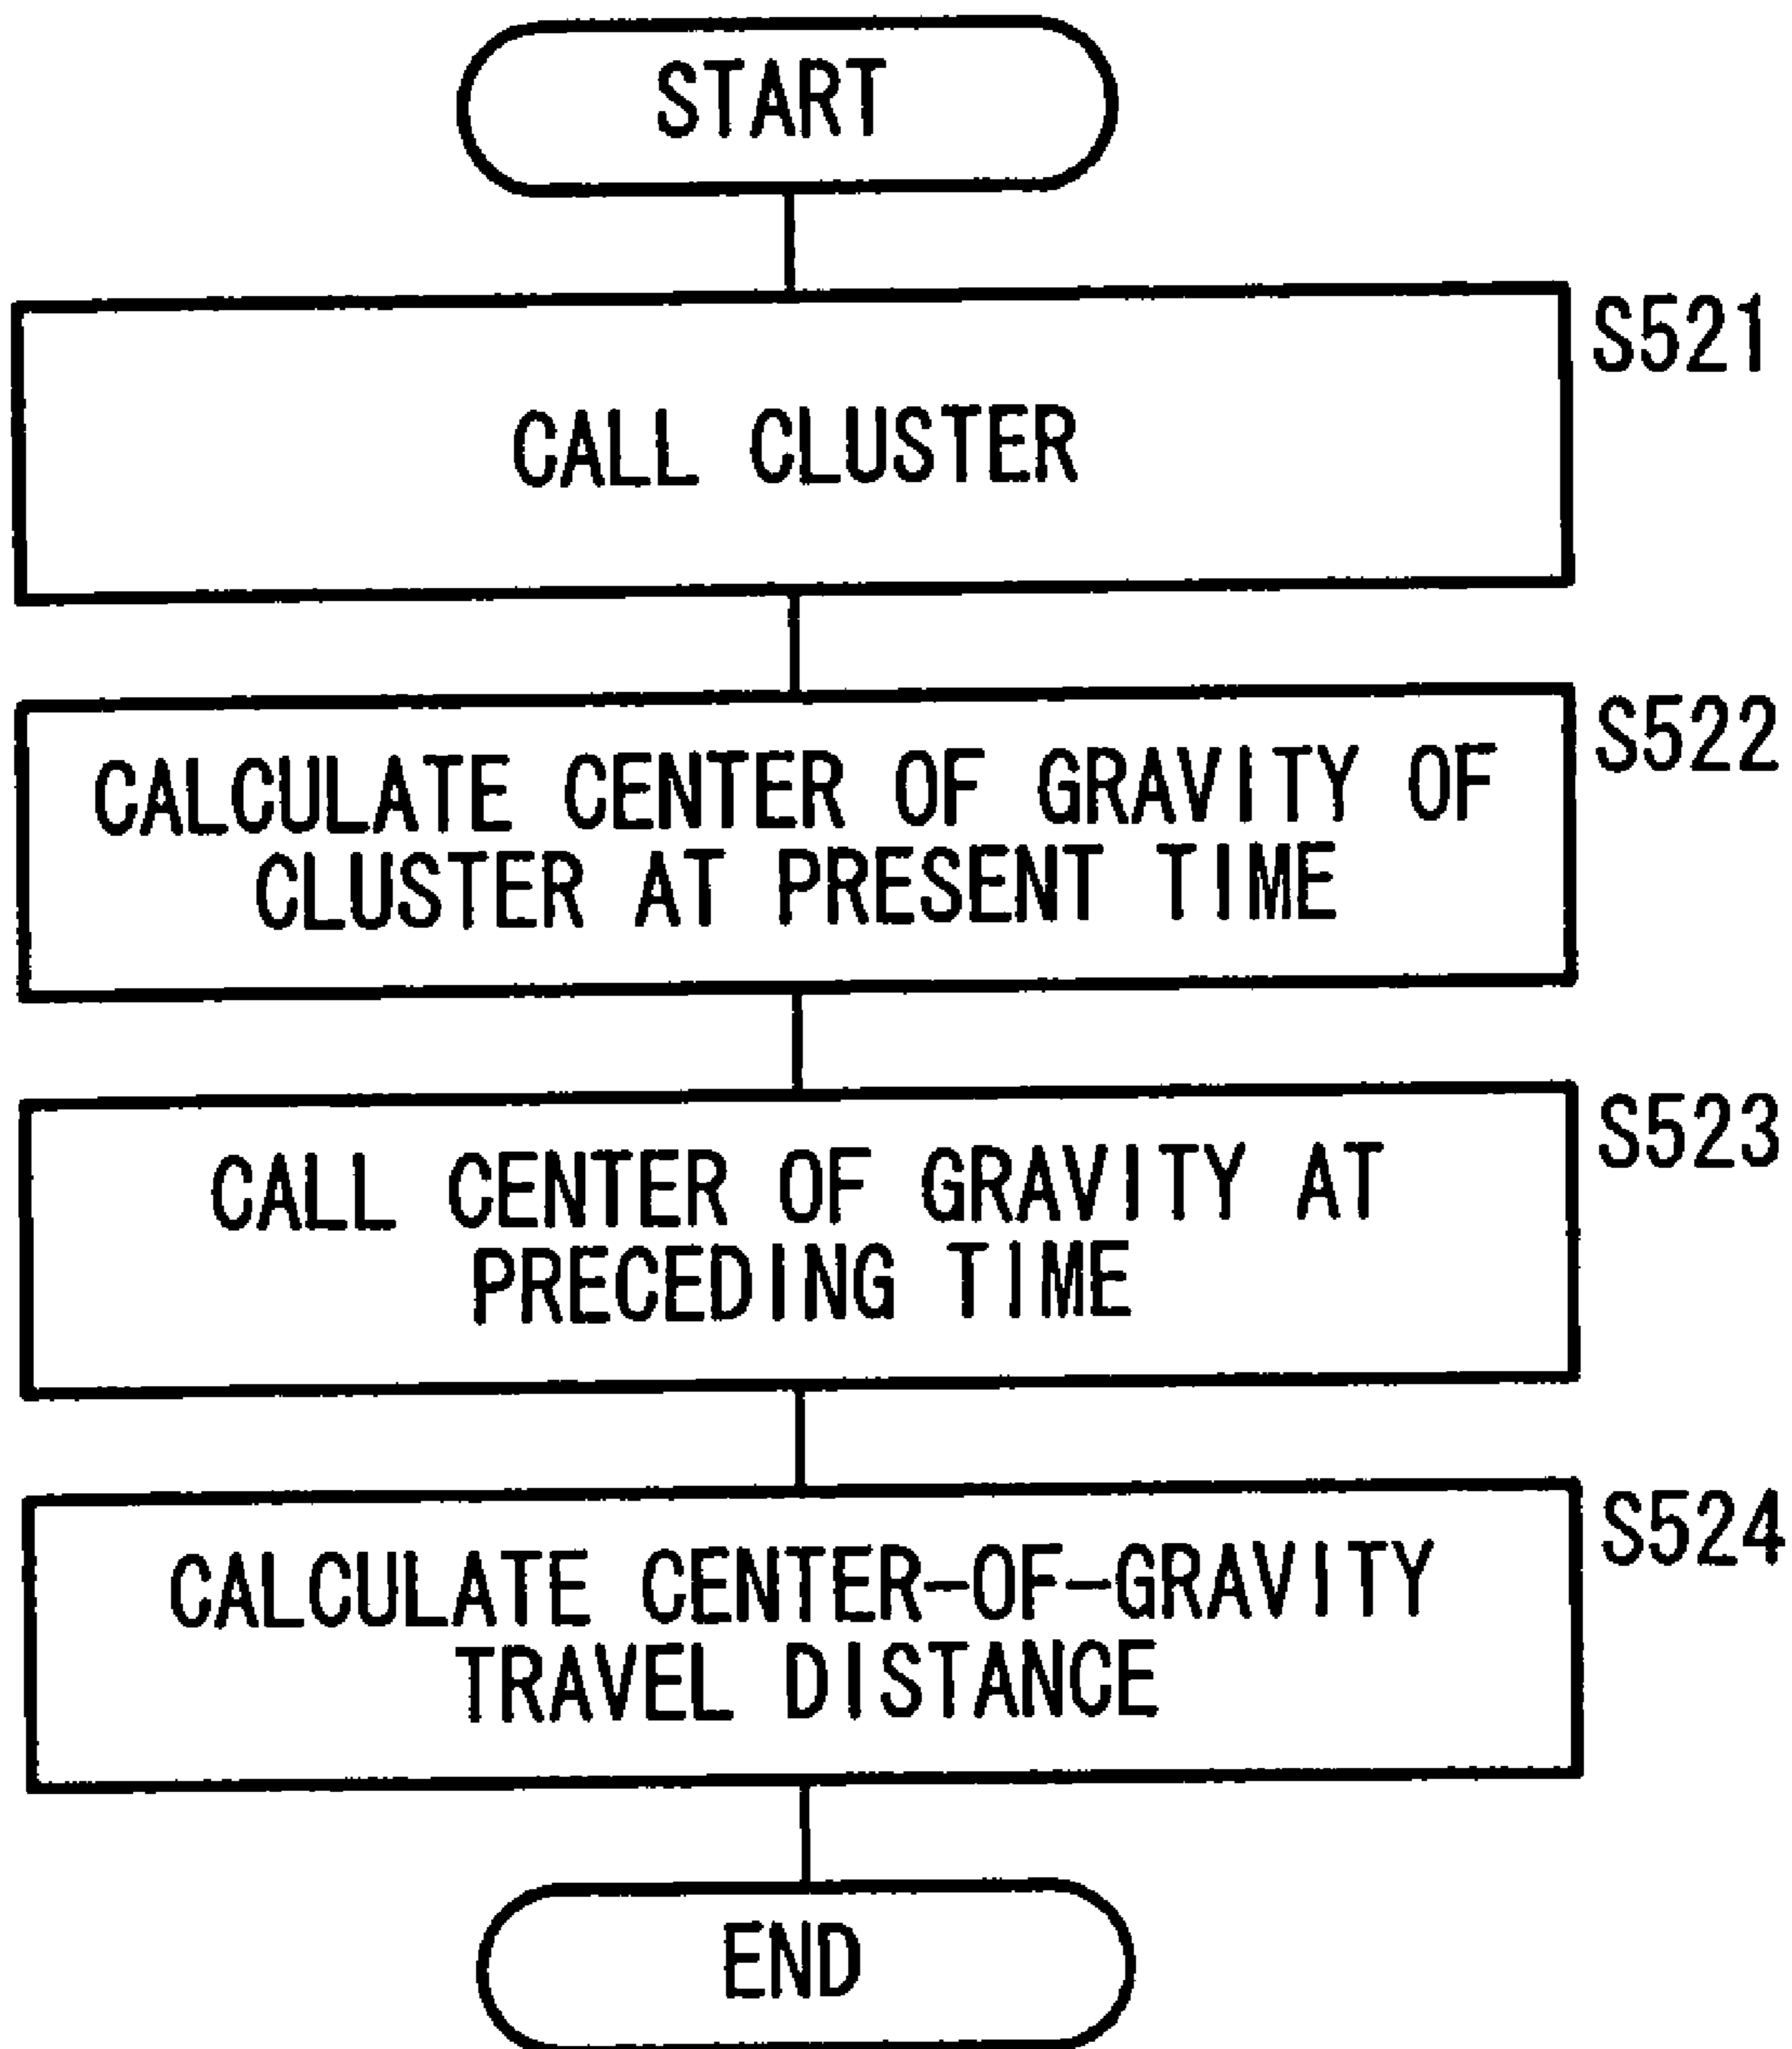 START
S521
CALL CLUSTER
S522
CALCULATE CENTER OF GRAVITY OF
CLUSTER AT PRESENT TIME
S523
CALL CENTER OF GRAVITY AT
PRECEDING TIME
S524
CALCULATE CENTER-OF-GRAVITY
TRAVEL DISTANCE
END